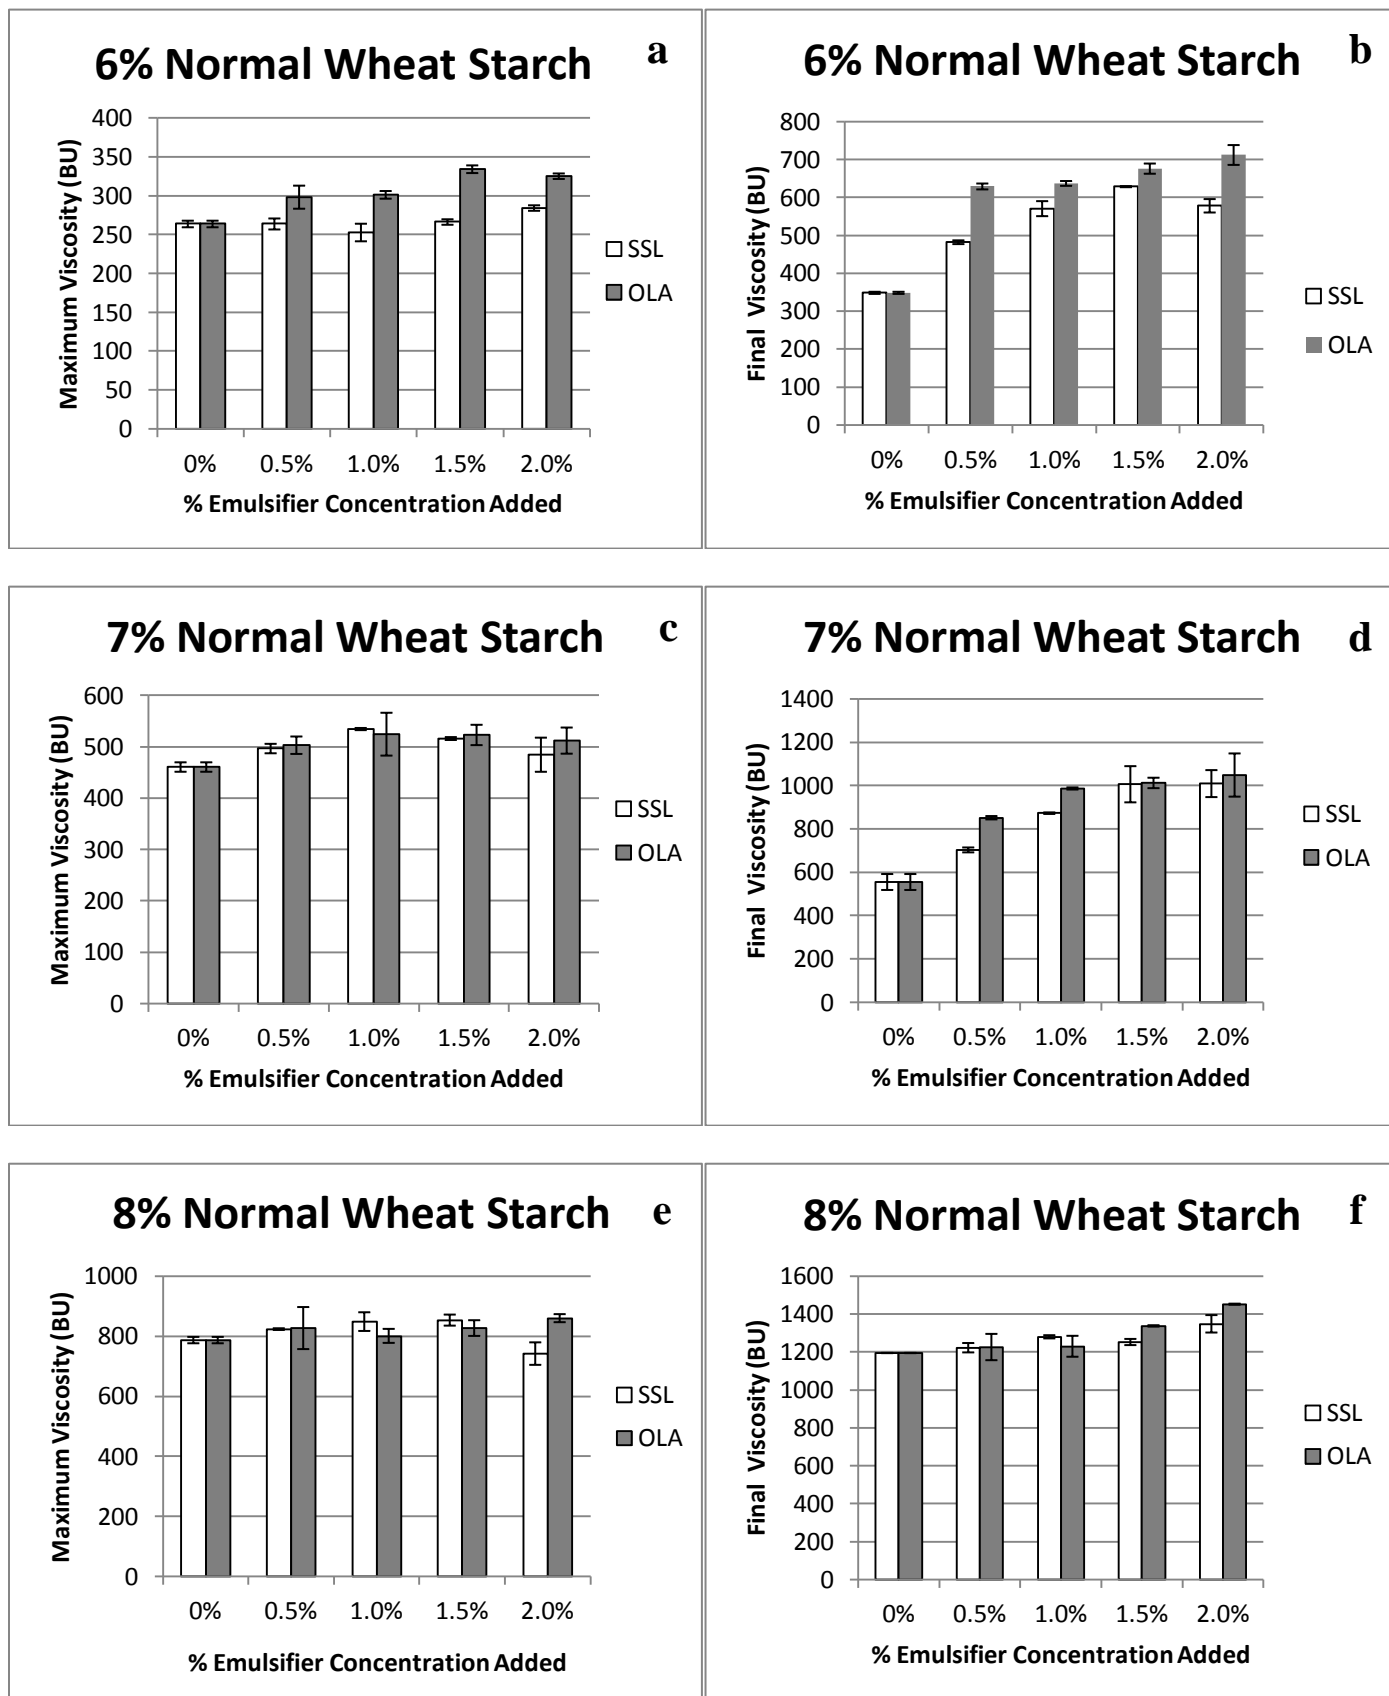 6% Normal Wheat Starch a
Maximum Viscosity (BU)
400
350
300
250
200
150
100
50
0
0% 0.5% 1.0% 1.5% 2.0%
% Emulsifier Concentration Added
SSL
OLA
6% Normal Wheat Starch b
Final Viscosity (BU)
800
700
600
500
400
300
200
100
0
0% 0.5% 1.0% 1.5% 2.0%
% Emulsifier Concentration Added
SSL
OLA
7% Normal Wheat Starch c
Maximum Viscosity (BU)
600
500
400
300
200
100
0
0% 0.5% 1.0% 1.5% 2.0%
% Emulsifier Concentration Added
SSL
OLA
7% Normal Wheat Starch d
Final Viscosity (BU)
1400
1200
1000
800
600
400
200
0
0% 0.5% 1.0% 1.5% 2.0%
% Emulsifier Concentration Added
SSL
OLA
8% Normal Wheat Starch e
Maximum Viscosity (BU)
1000
800
600
400
200
0
0% 0.5% 1.0% 1.5% 2.0%
% Emulsifier Concentration Added
SSL
OLA
8% Normal Wheat Starch f
Final Viscosity (BU)
1600
1400
1200
1000
800
600
400
200
0
0% 0.5% 1.0% 1.5% 2.0%
% Emulsifier Concentration Added
SSL
OLA